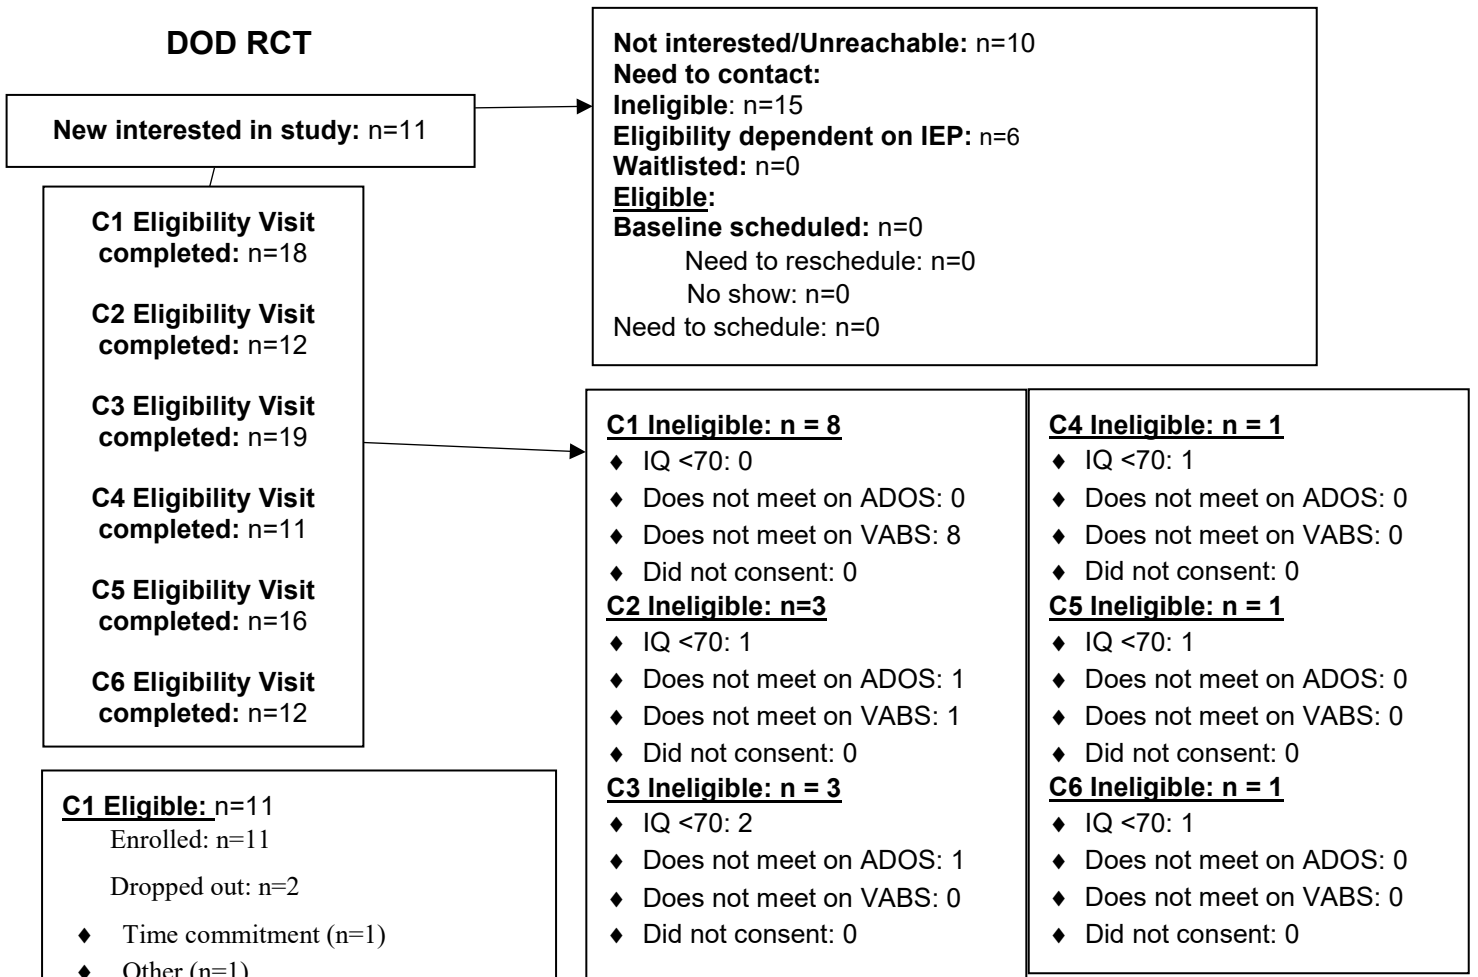 DOD RCT
New interested in study: n=11
Not interested/Unreachable: n=10
Need to contact:
Ineligible: n=15
Eligibility dependent on IEP: n=6
Waitlisted: n=0
Eligible:
Baseline scheduled: n=0
Need to reschedule: n=0
No show: n=0
Need to schedule: n=0
C1 Eligibility Visit
completed: n=18
C2 Eligibility Visit
completed: n=12
C3 Eligibility Visit
completed: n=19
C4 Eligibility Visit
completed: n=11
C5 Eligibility Visit
completed: n=16
C6 Eligibility Visit
completed: n=12
C1 Ineligible: n = 8
♦ IQ <70: 0
♦ Does not meet on ADOS: 0
♦ Does not meet on VABS: 8
♦ Did not consent: 0
C2 Ineligible: n=3
♦ IQ <70: 1
♦ Does not meet on ADOS: 1
♦ Does not meet on VABS: 1
♦ Did not consent: 0
C3 Ineligible: n = 3
♦ IQ <70: 2
♦ Does not meet on ADOS: 1
♦ Does not meet on VABS: 0
♦ Did not consent: 0
C4 Ineligible: n = 1
♦ IQ <70: 1
♦ Does not meet on ADOS: 0
♦ Does not meet on VABS: 0
♦ Did not consent: 0
C5 Ineligible: n = 1
♦ IQ <70: 1
♦ Does not meet on ADOS: 0
♦ Does not meet on VABS: 0
♦ Did not consent: 0
C6 Ineligible: n = 1
♦ IQ <70: 1
♦ Does not meet on ADOS: 0
♦ Does not meet on VABS: 0
♦ Did not consent: 0
C1 Eligible: n=11
Enrolled: n=11
Dropped out: n=2
♦ Time commitment (n=1)
♦ Other (n=1)